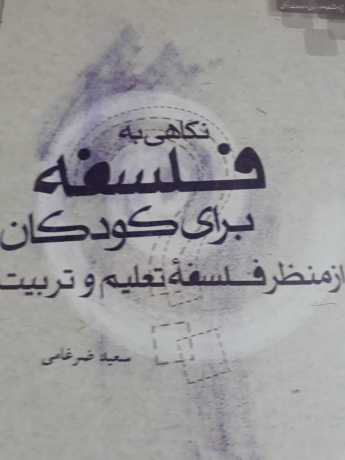 نگاهی به
فلسفه
برای کودکان
از منظر فلسفهٔ تعلیم و تربیت
سعید ضرغامی